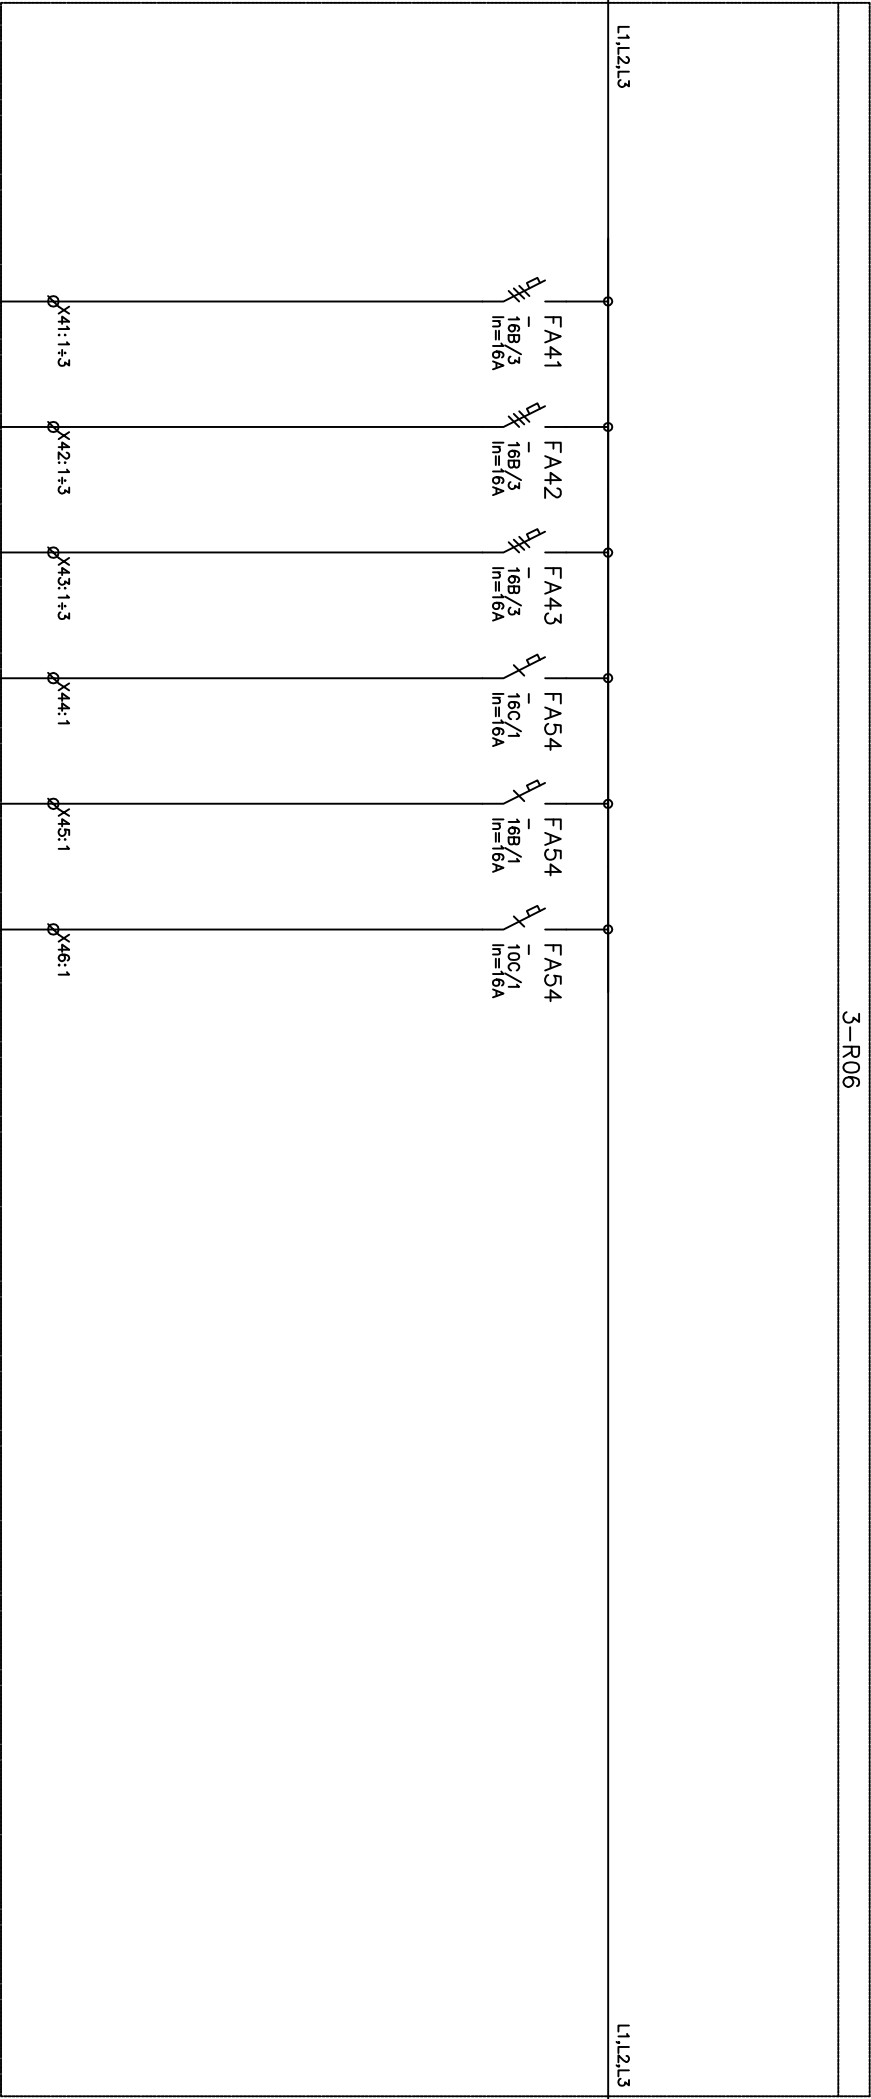 3-R06
L1,L2,L3
L1,L2,L3
FA41
16B/3
In=16A
FA42
16B/3
In=16A
FA43
16B/3
In=16A
FA54
16C/1
In=16A
FA54
16B/1
In=16A
FA54
10C/1
In=16A
X41:1÷3
X42:1÷3
X43:1÷3
X44:1
X45:1
X46:1